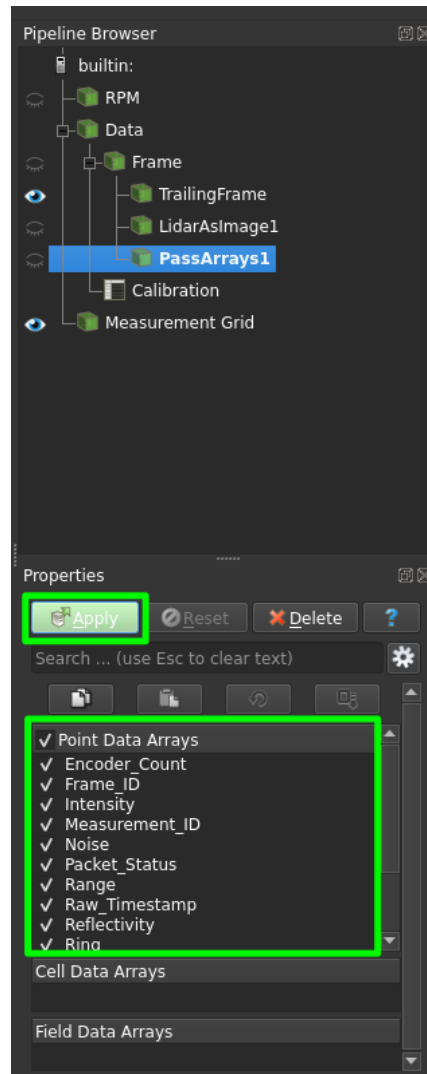 Pipeline Browser
builtin:
RPM
Data
Frame
TrailingFrame
LidarAsImage1
PassArrays1
Calibration
Measurement Grid
Properties
Apply Reset Delete ?
Search ... (use Esc to clear text)
Point Data Arrays
Encoder_Count
Frame_ID
Intensity
Measurement_ID
Noise
Packet_Status
Range
Raw_Timestamp
Reflectivity
Ring
Cell Data Arrays
Field Data Arrays